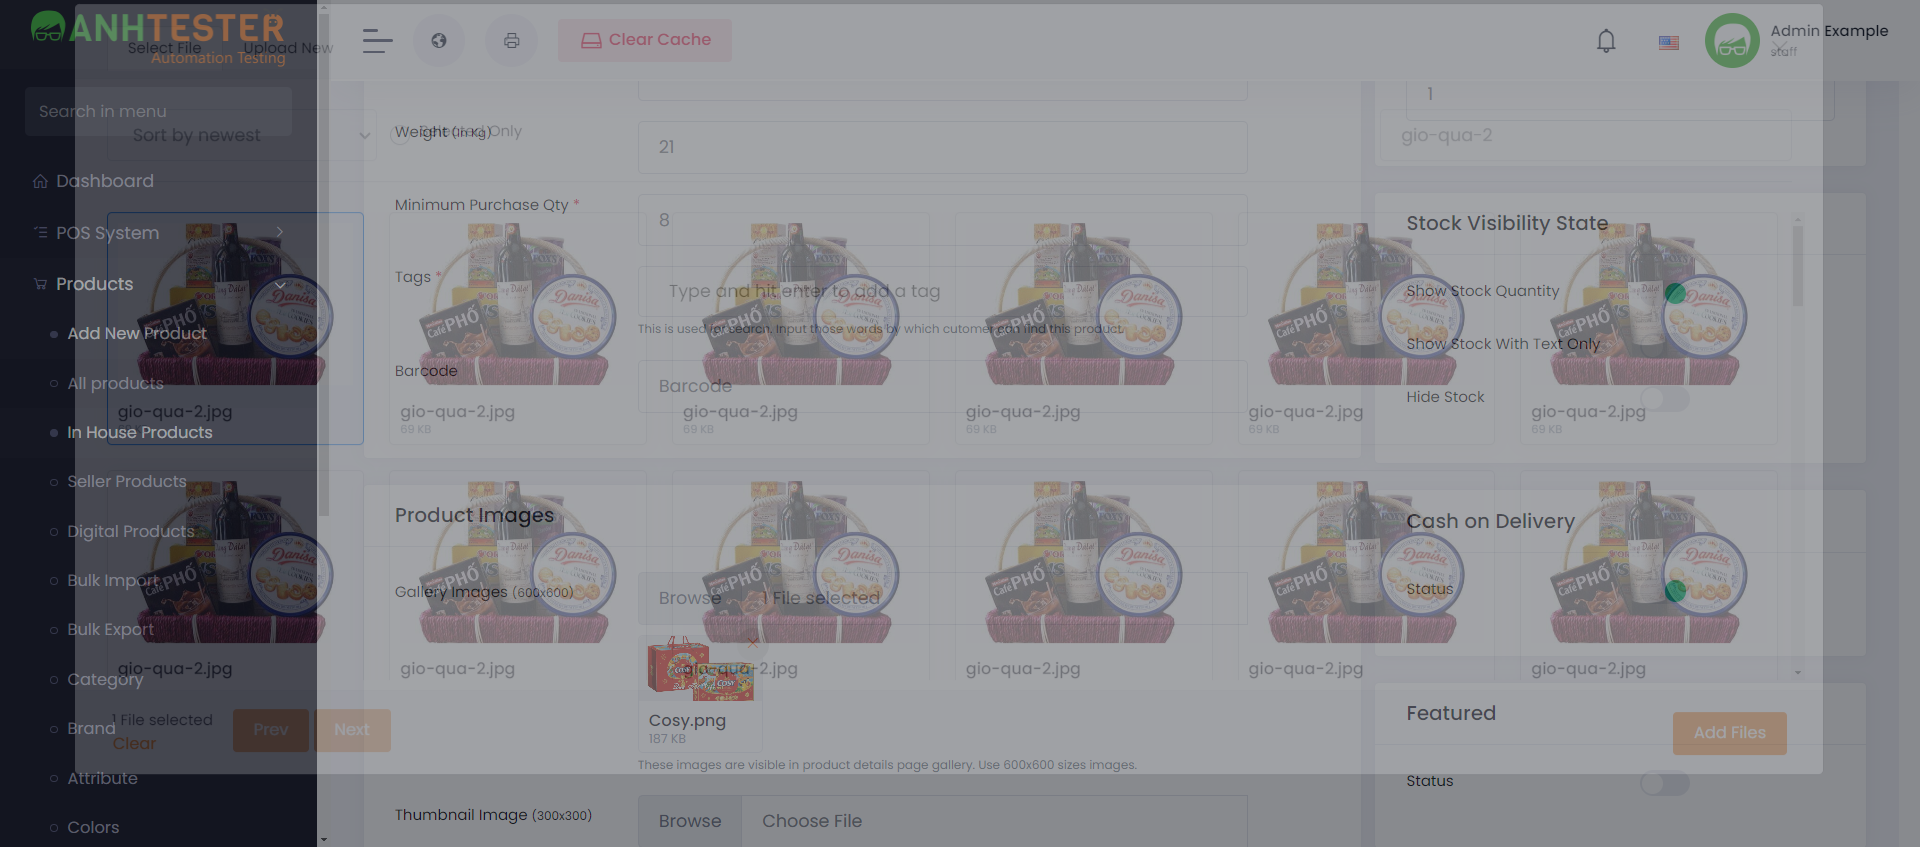 ANHTESTER
Automation Testing
Select File
Upload New
Clear Cache
Admin Example
staff
Search in menu
Sort by newest
Selected Only
gio-qua-2
Dashboard
POS System
Products
Add New Product
All products
In House Products
Seller Products
Digital Products
Bulk Import
Bulk Export
Category
Brand
Attribute
Colors
1
Weight (in Kg)
21
Minimum Purchase Qty *
8
Tags *
Type and hit enter to add a tag
This is used for search. Input those words by which cutomer can find this product.
Barcode
Barcode
Stock Visibility State
Show Stock Quantity
Show Stock With Text Only
Hide Stock
gio-qua-2.jpg
69 KB
gio-qua-2.jpg
69 KB
gio-qua-2.jpg
69 KB
gio-qua-2.jpg
69 KB
gio-qua-2.jpg
69 KB
gio-qua-2.jpg
69 KB
Product Images
Gallery Images (600x600)
Browse
1 File selected
Cosy.png
187 KB
These images are visible in product details page gallery. Use 600x600 sizes images.
Thumbnail Image (300x300)
Browse
Choose File
Cash on Delivery
Status
Featured
Status
gio-qua-2.jpg
gio-qua-2.jpg
gio-qua-2.jpg
gio-qua-2.jpg
gio-qua-2.jpg
gio-qua-2.jpg
1 File selected
Clear
Prev
Next
Add Files